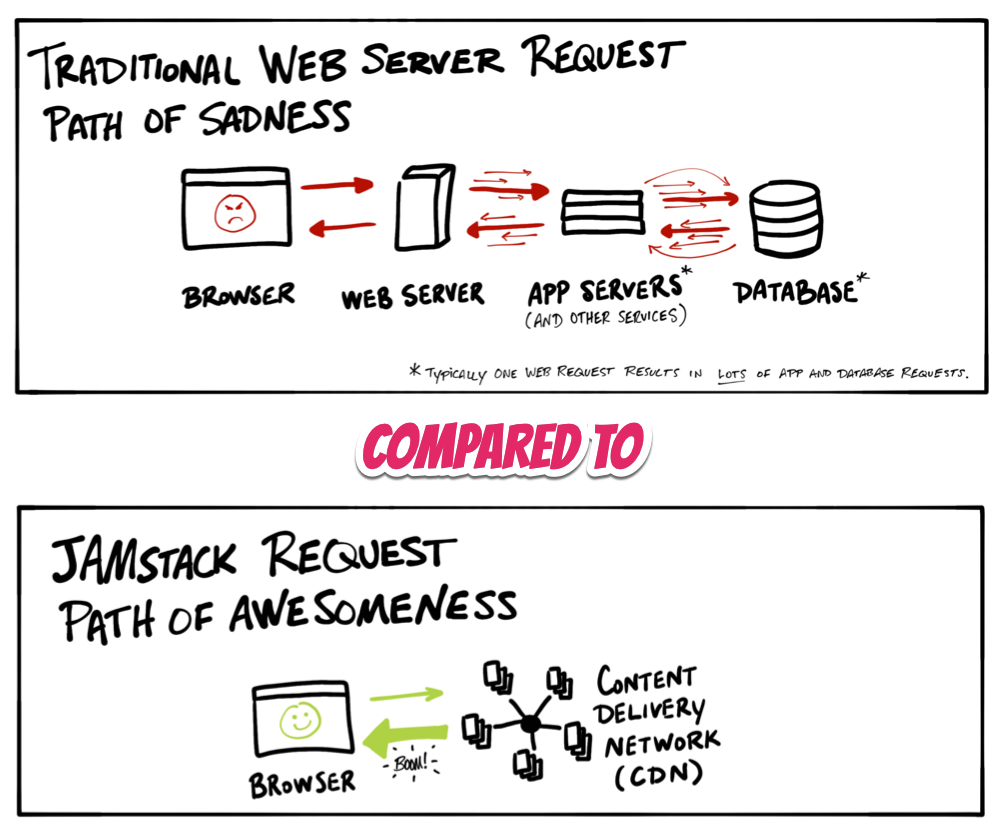 TRADITIONAL WEB SERVER REQUEST
PATH OF SADNESS
BROWSER
WEB SERVER
APP SERVERS*
(AND OTHER SERVICES)
DATABASE*
* TYPICALLY ONE WEB REQUEST RESULTS IN LOTS OF APP AND DATABASE REQUESTS.
COMPARED TO
JAMSTACK REQUEST
PATH OF AWESOMENESS
BROWSER
BOOM!
CONTENT
DELIVERY
NETWORK
(CDN)